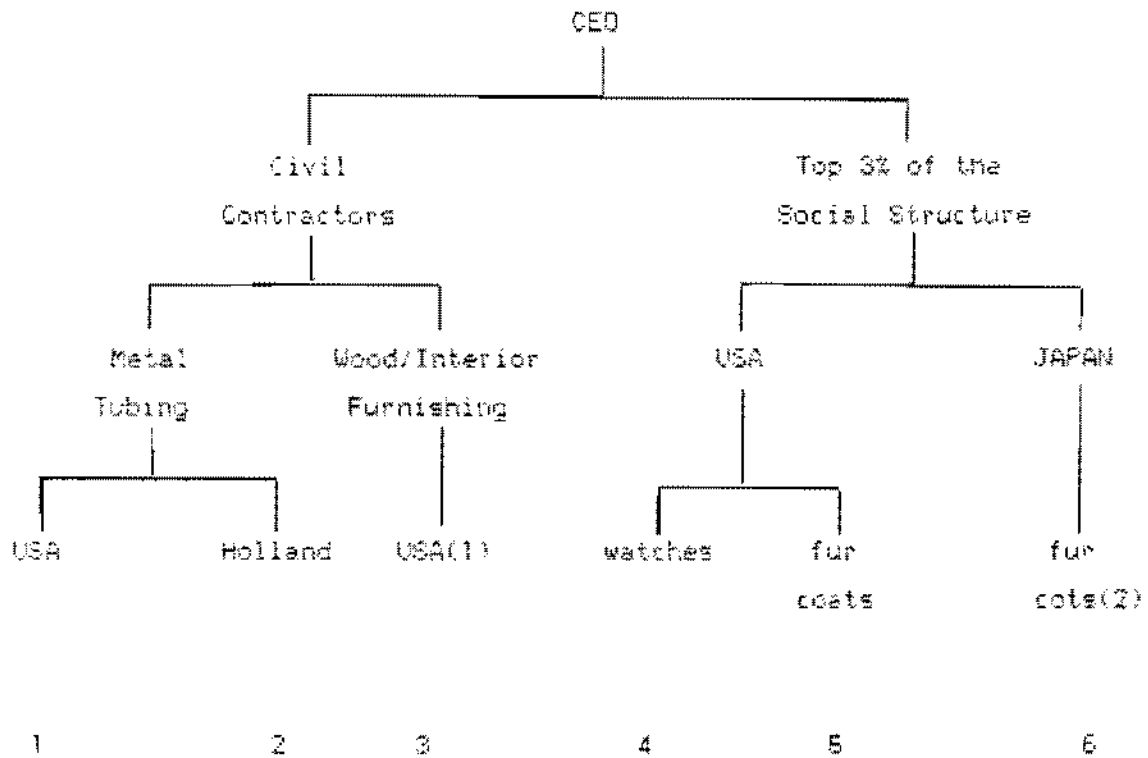 CEO
Civil Top 3% of the
Contractors Social Structure
Metal Wood/Interior USA JAPAN
Tubing Furnishing
USA Holland USA(1) watches fur fur
coats cots(2)
1 2 3 4 5 6